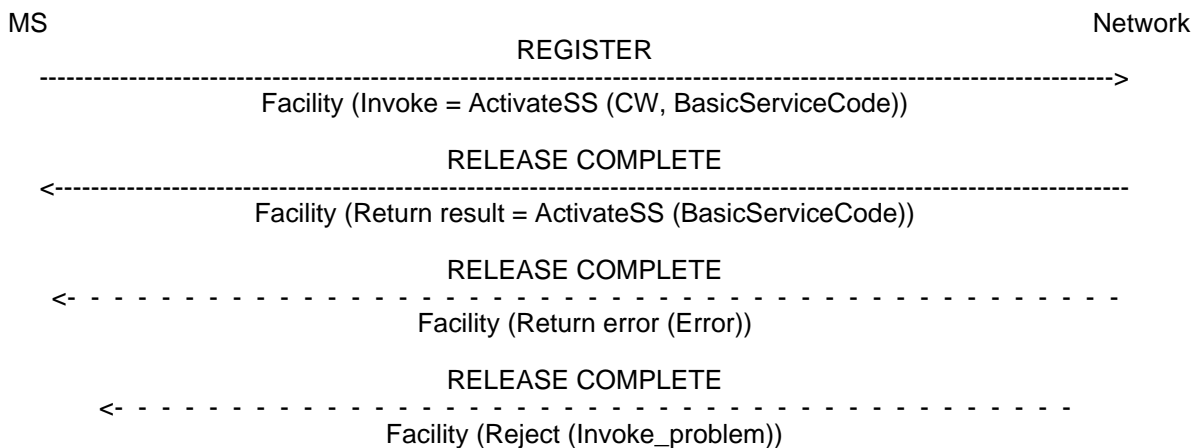 MS Network
REGISTER
Facility (Invoke = ActivateSS (CW, BasicServiceCode))
RELEASE COMPLETE
Facility (Return result = ActivateSS (BasicServiceCode))
RELEASE COMPLETE
Facility (Return error (Error))
RELEASE COMPLETE
Facility (Reject (Invoke_problem))